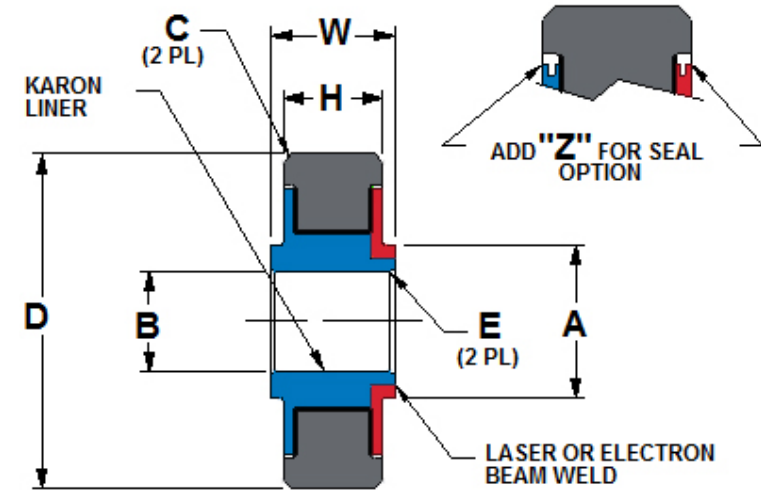 C
(2 PL)
W
H
KARON
LINER
ADD "Z" FOR SEAL
OPTION
D
B
E
(2 PL)
A
LASER OR ELECTRON
BEAM WELD